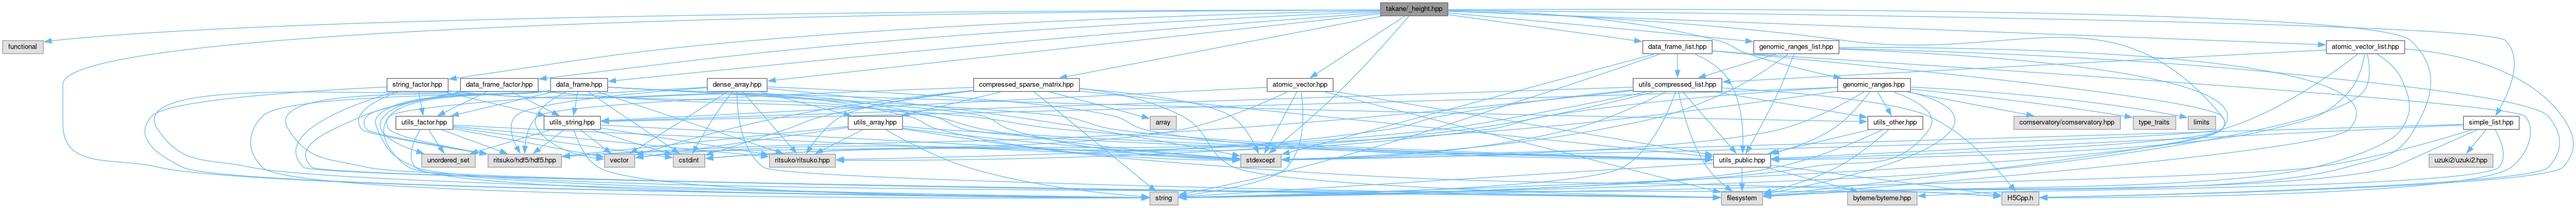 takane/_height.hpp
functional
data_frame_list.hpp
genomic_ranges_list.hpp
atomic_vector_list.hpp
string_factor.hpp
data_frame_factor.hpp
data_frame.hpp
dense_array.hpp
compressed_sparse_matrix.hpp
atomic_vector.hpp
utils_compressed_list.hpp
genomic_ranges.hpp
utils_factor.hpp
utils_string.hpp
utils_array.hpp
array
utils_other.hpp
comservatory/comservatory.hpp
type_traits
limits
simple_list.hpp
unordered_set
ritsuko/hdf5/hdf5.hpp
vector
cstdint
ritsuko/ritsuko.hpp
stdexcept
utils_public.hpp
uzuki2/uzuki2.hpp
string
filesystem
byteme/byteme.hpp
H5Cpp.h